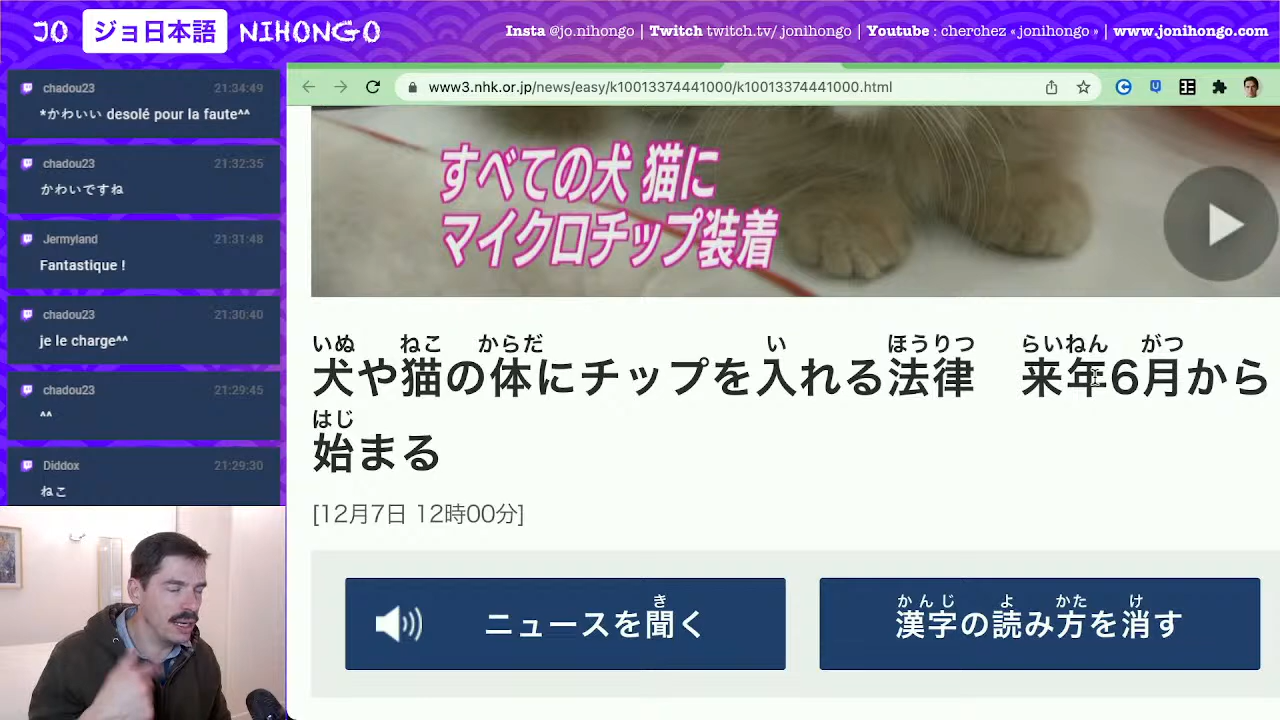 JO ジョ日本語 NIHONGO
Insta @jo.nihongo | Twitch twitch.tv/ jonihongo | Youtube : cherchez « jonihongo » | www.jonihongo.com
chadou23 21:34:49
*かわいい desolé pour la faute^^
chadou23 21:32:35
かわいですね
Jermyland 21:31:48
Fantastique !
chadou23 21:30:40
je le charge^^
chadou23 21:29:45
^^
Diddox 21:29:30
ねこ
www3.nhk.or.jp/news/easy/k10013374441000/k10013374441000.html
すべての犬 猫に
マイクロチップ装着
いぬ ねこ からだ い ほうりつ らいねん がつ
犬や猫の体にチップを入れる法律 来年6月から
はじ
始まる
[12月7日 12時00分]
き
ニュースを聞く
かんじ よ かた け
漢字の読み方を消す